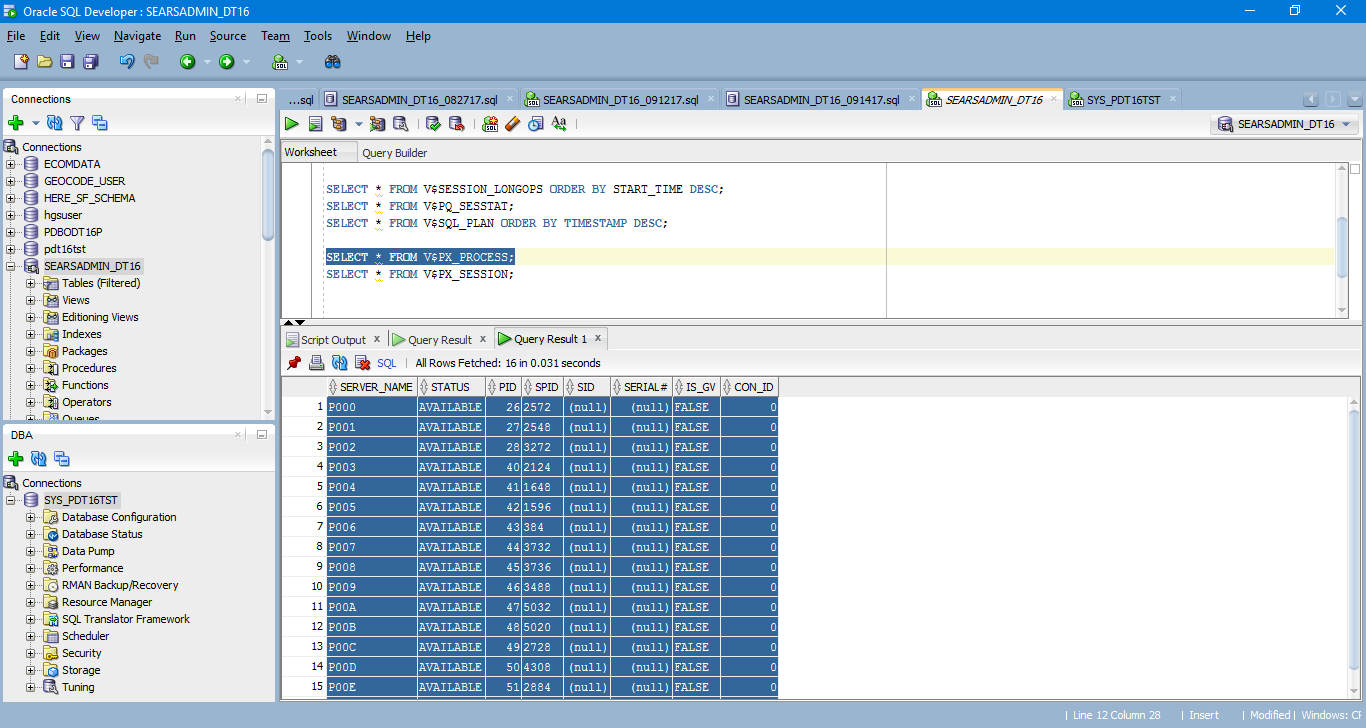 Oracle SQL Developer : SEARSADMIN_DT16
File Edit View Navigate Run Source Team Tools Window Help
Connections
Connections
ECOMDATA
GEOCODE_USER
HERE_SF_SCHEMA
hgsuser
PDBODT16P
pdt16tst
SEARSADMIN_DT16
Tables (Filtered)
Views
Editioning Views
Indexes
Packages
Procedures
Functions
Operators
Queues
DBA
Connections
SYS_PDT16TST
Database Configuration
Database Status
Data Pump
Performance
RMAN Backup/Recovery
Resource Manager
SQL Translator Framework
Scheduler
Security
Storage
Tuning
...sql SEARSADMIN_DT16_082717.sql SEARSADMIN_DT16_091217.sql SEARSADMIN_DT16_091417.sql SEARSADMIN_DT16 SYS_PDT16TST
SEARSADMIN_DT16
Worksheet Query Builder
SELECT * FROM V$SESSION_LONGOPS ORDER BY START_TIME DESC;
SELECT * FROM V$PQ_SESSTAT;
SELECT * FROM V$SQL_PLAN ORDER BY TIMESTAMP DESC;
SELECT * FROM V$PX_PROCESS;
SELECT * FROM V$PX_SESSION;
Script Output x Query Result x Query Result 1 x
SQL | All Rows Fetched: 16 in 0.031 seconds
SERVER_NAME STATUS PID SPID SID SERIAL# IS_GV CON_ID
1 P000 AVAILABLE 26 2572 (null) (null) FALSE 0
2 P001 AVAILABLE 27 2548 (null) (null) FALSE 0
3 P002 AVAILABLE 28 3272 (null) (null) FALSE 0
4 P003 AVAILABLE 40 2124 (null) (null) FALSE 0
5 P004 AVAILABLE 41 1648 (null) (null) FALSE 0
6 P005 AVAILABLE 42 1596 (null) (null) FALSE 0
7 P006 AVAILABLE 43 384 (null) (null) FALSE 0
8 P007 AVAILABLE 44 3732 (null) (null) FALSE 0
9 P008 AVAILABLE 45 3736 (null) (null) FALSE 0
10 P009 AVAILABLE 46 3488 (null) (null) FALSE 0
11 P00A AVAILABLE 47 5032 (null) (null) FALSE 0
12 P00B AVAILABLE 48 5020 (null) (null) FALSE 0
13 P00C AVAILABLE 49 2728 (null) (null) FALSE 0
14 P00D AVAILABLE 50 4308 (null) (null) FALSE 0
15 P00E AVAILABLE 51 2884 (null) (null) FALSE 0
| Line 12 Column 28 | Insert | Modified | Windows: CF